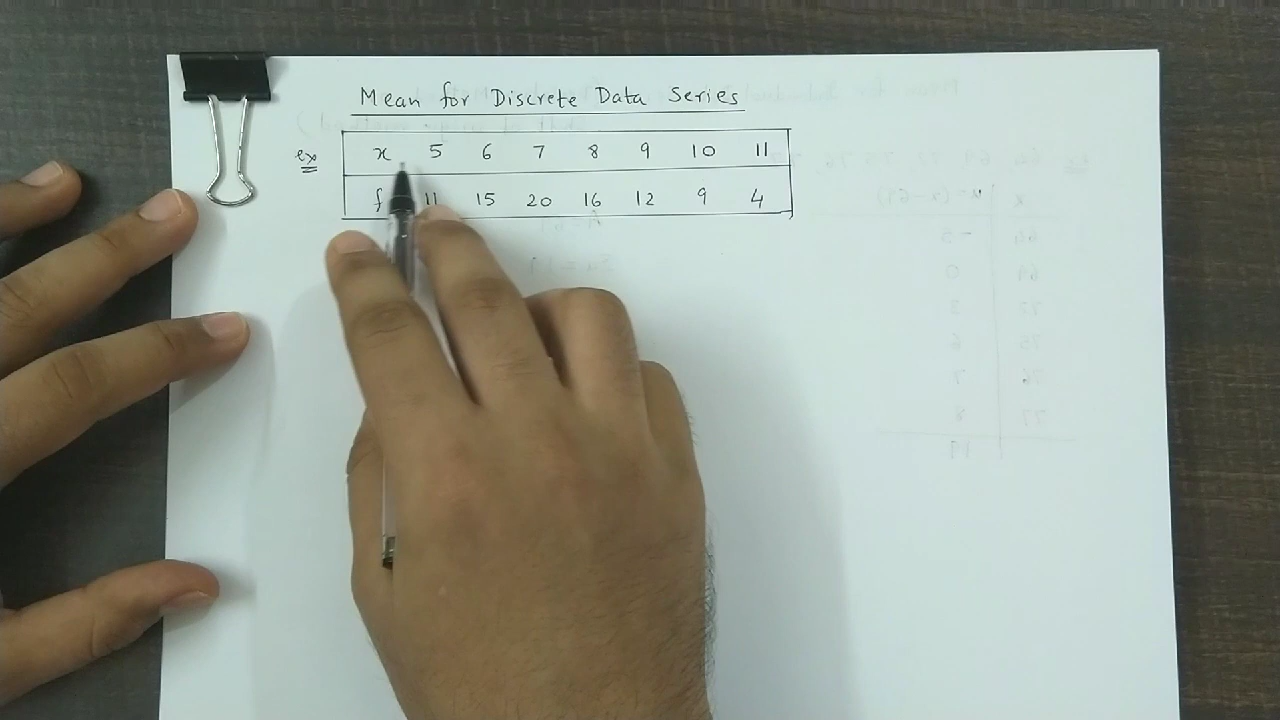 Mean for Discrete Data Series
ex x 5 6 7 8 9 10 11
f 11 15 20 16 12 9 4